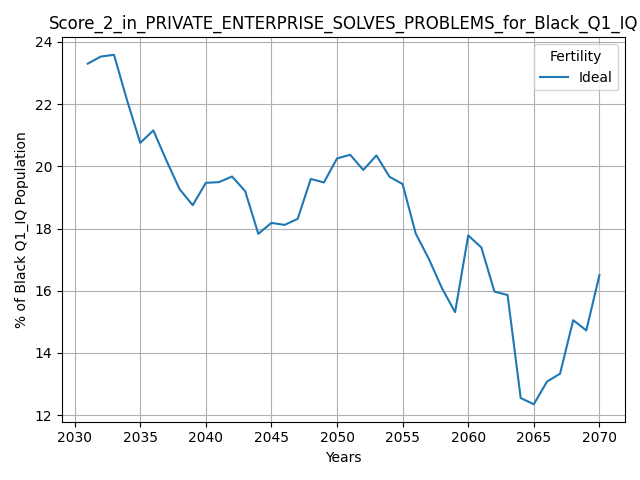 Score_2_in_PRIVATE_ENTERPRISE_SOLVES_PROBLEMS_for_Black_Q1_IQ
Fertility
Ideal
% of Black Q1_IQ Population
24
22
20
18
16
14
12
2030 2035 2040 2045 2050 2055 2060 2065 2070
Years